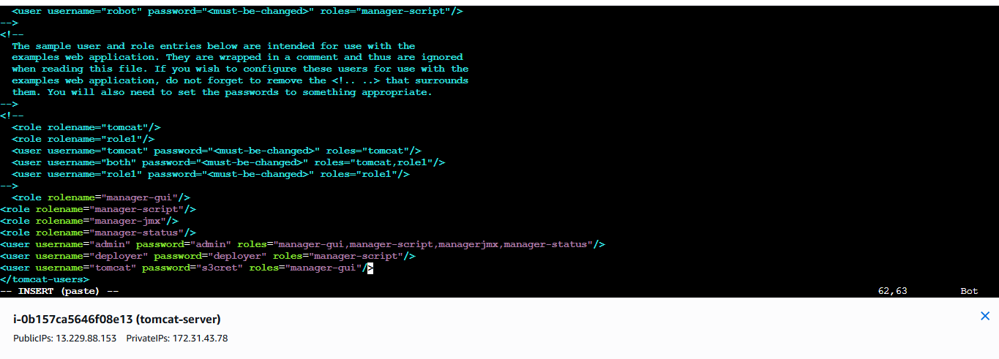 <user username="robot" password="<must-be-changed>" roles="manager-script"/>
-->
<!--
The sample user and role entries below are intended for use with the
examples web application. They are wrapped in a comment and thus are ignored
when reading this file. If you wish to configure these users for use with the
examples web application, do not forget to remove the <!.. ..> that surrounds
them. You will also need to set the passwords to something appropriate.
-->
<!--
<role rolename="tomcat"/>
<role rolename="role1"/>
<user username="tomcat" password="<must-be-changed>" roles="tomcat"/>
<user username="both" password="<must-be-changed>" roles="tomcat,role1"/>
<user username="role1" password="<must-be-changed>" roles="role1"/>
-->
<role rolename="manager-gui"/>
<role rolename="manager-script"/>
<role rolename="manager-jmx"/>
<role rolename="manager-status"/>
<user username="admin" password="admin" roles="manager-gui,manager-script,managerjmx,manager-status"/>
<user username="deployer" password="deployer" roles="manager-script"/>
<user username="tomcat" password="s3cret" roles="manager-gui"/>
</tomcat-users>
-- INSERT (paste) -- 62,63 Bot
i-0b157ca5646f08e13 (tomcat-server)
PublicIPs: 13.229.88.153 PrivateIPs: 172.31.43.78